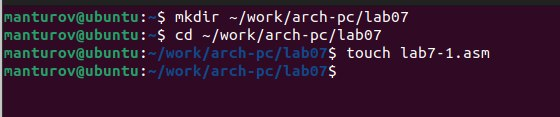 manturov@ubuntu:~$ mkdir ~/work/arch-pc/lab07
manturov@ubuntu:~$ cd ~/work/arch-pc/lab07
manturov@ubuntu:~/work/arch-pc/lab07$ touch lab7-1.asm
manturov@ubuntu:~/work/arch-pc/lab07$